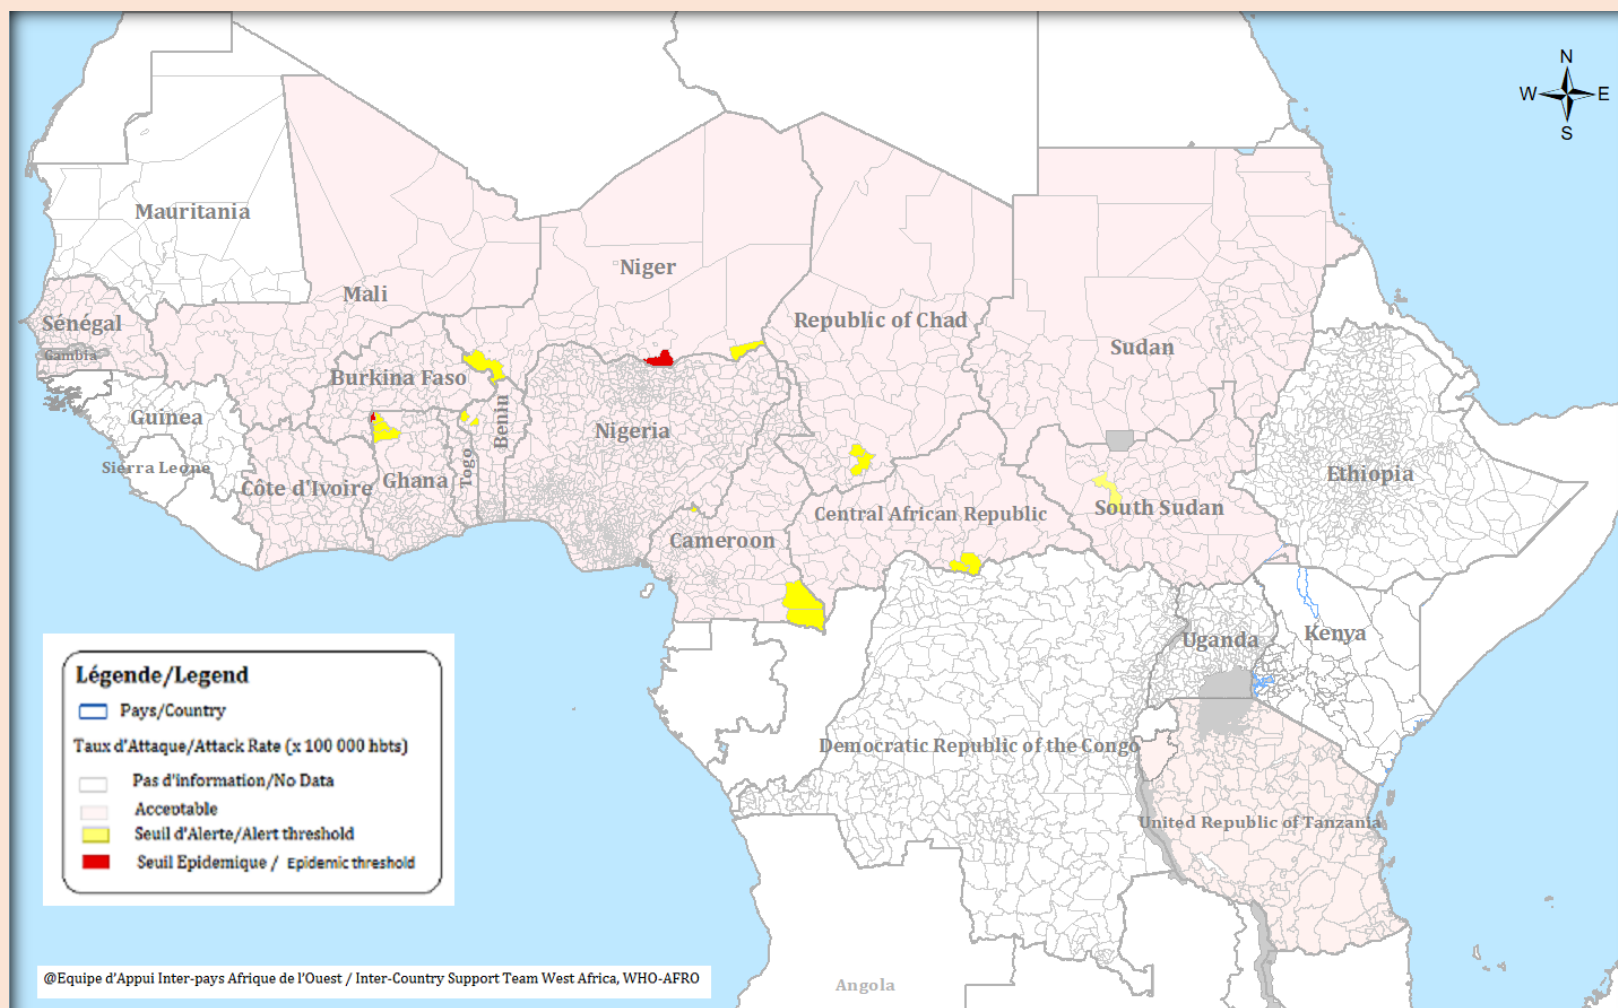 N
W E
S
Mauritania
Niger
Mali
Sénégal
Republic of Chad
Gambia
Sudan
Burkina Faso
Guinea
Benin
Nigeria
Sierra Leone
Togo
Ghana
Côte d'Ivoire
Ethiopia
South Sudan
Central African Republic
Cameroon
Uganda
Kenya
Democratic Republic of the Congo
United Republic of Tanzania
Angola
Légende/Legend
Pays/Country
Taux d'Attaque/Attack Rate (x 100 000 hbts)
Pas d'information/No Data
Acceptable
Seuil d'Alerte/Alert threshold
Seuil Epidemique / Epidemic threshold
@Equipe d'Appui Inter-pays Afrique de l'Ouest / Inter-Country Support Team West Africa, WHO-AFRO